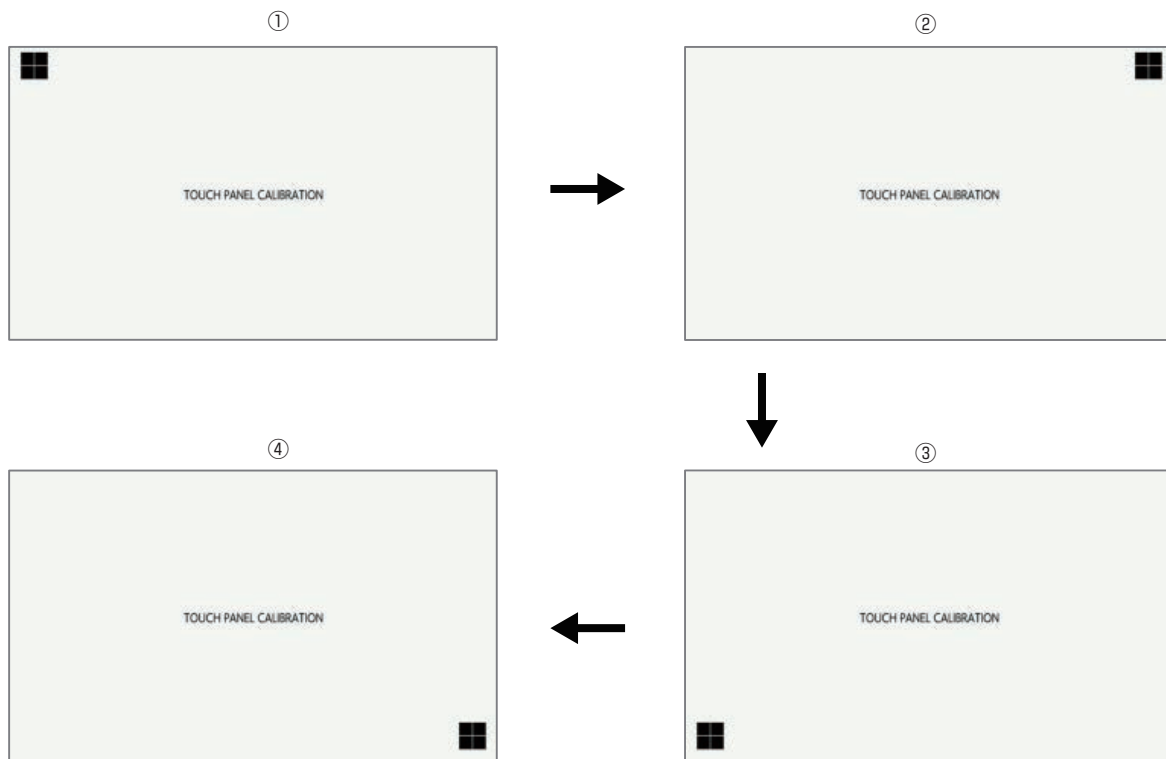 ①
TOUCH PANEL CALIBRATION
②
TOUCH PANEL CALIBRATION
③
TOUCH PANEL CALIBRATION
④
TOUCH PANEL CALIBRATION